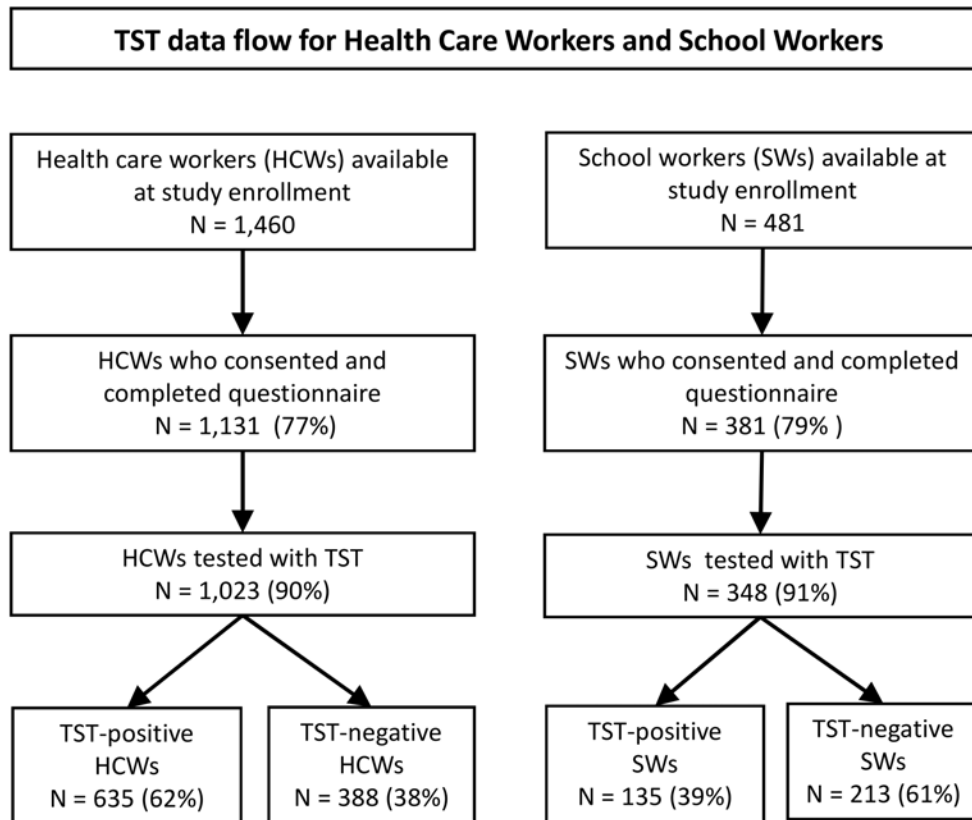 TST data flow for Health Care Workers and School Workers
Health care workers (HCWs) available
at study enrollment
N = 1,460
School workers (SWs) available at
study enrollment
N = 481
HCWs who consented and
completed questionnaire
N = 1,131  (77%)
SWs who consented and completed
questionnaire
N = 381 (79% )
HCWs tested with TST
N = 1,023 (90%)
SWs  tested with TST
N = 348 (91%)
TST-positive
HCWs
N = 635 (62%)
TST-negative
HCWs
N = 388 (38%)
TST-positive
SWs
N = 135 (39%)
TST-negative
SWs
N = 213 (61%)